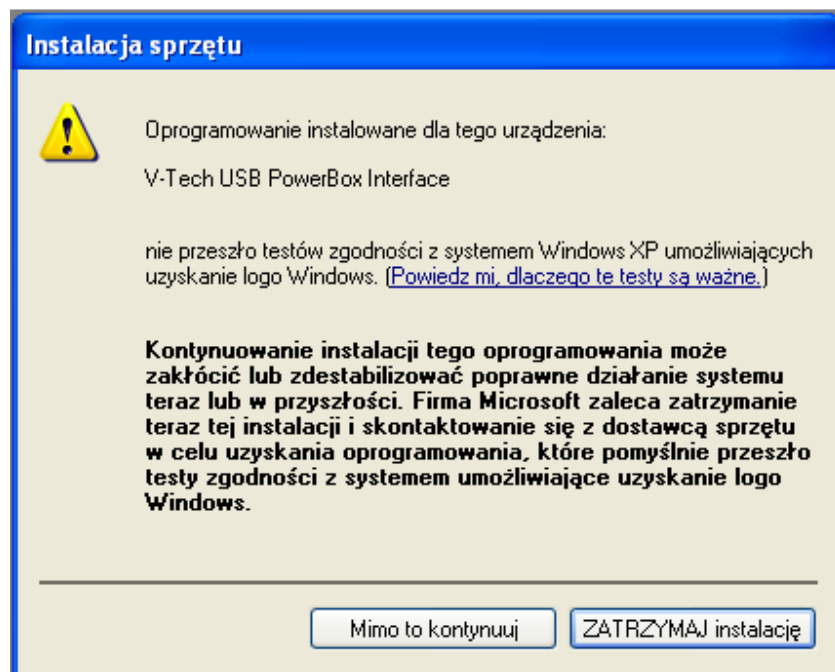 Instalacja sprzętu
Oprogramowanie instalowane dla tego urządzenia:
V-Tech USB PowerBox Interface
nie przeszło testów zgodności z systemem Windows XP umożliwiających
uzyskanie logo Windows. (Powiedz mi, dlaczego te testy są ważne.)
Kontynuowanie instalacji tego oprogramowania może
zakłócić lub zdestabilizować poprawne działanie systemu
teraz lub w przyszłości. Firma Microsoft zaleca zatrzymanie
teraz tej instalacji i skontaktowanie się z dostawcą sprzętu
w celu uzyskania oprogramowania, które pomyślnie przeszło
testy zgodności z systemem umożliwiające uzyskanie logo
Windows.
Mimo to kontynuuj ZATRZYMAJ instalację